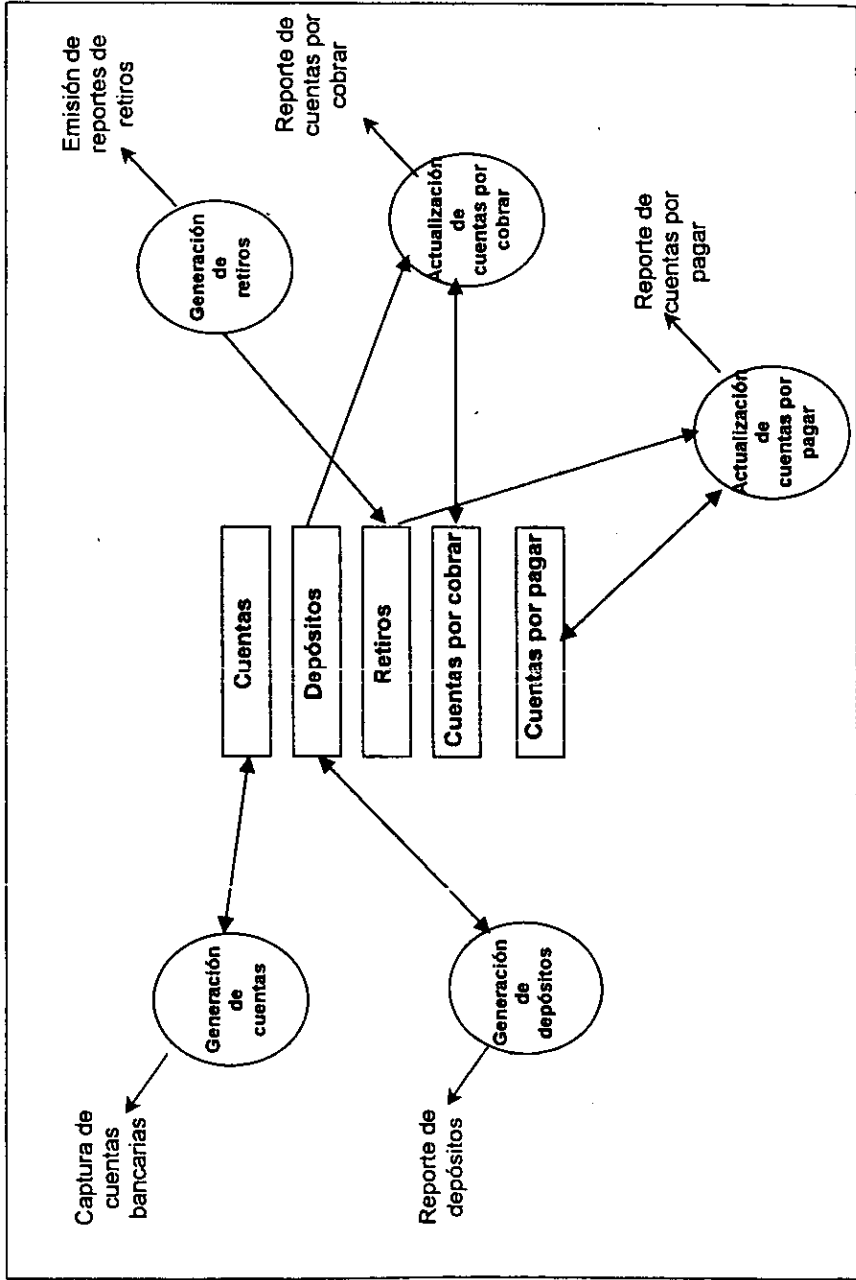 Captura de
cuentas
bancarias
Generación
de
cuentas
Reporte de
depósitos
Generación
de
depósitos
Cuentas
Depósitos
Retiros
Cuentas por cobrar
Cuentas por pagar
Emisión de
reportes de
retiros
Generación
de
retiros
Reporte de
cuentas por
cobrar
Actualización
de
cuentas por
cobrar
Reporte de
cuentas por
pagar
Actualización
de
cuentas por
pagar